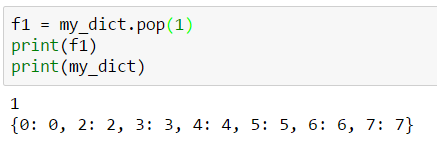 f1 = my_dict.pop(1)
print(f1)
print(my_dict)
1
{0: 0, 2: 2, 3: 3, 4: 4, 5: 5, 6: 6, 7: 7}